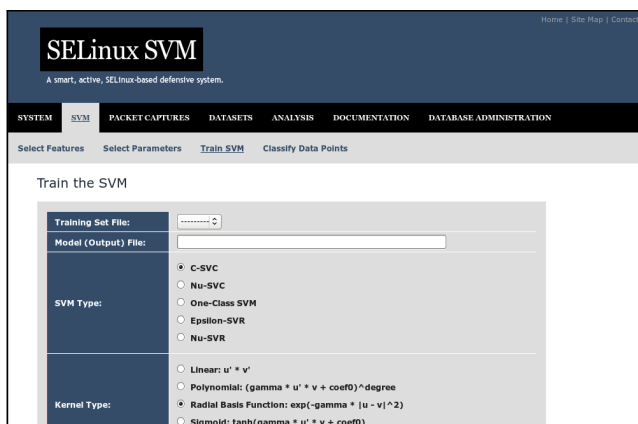 Home | Site Map | Contact
SELinux SVM
A smart, active, SELinux-based defensive system.
SYSTEM SVM PACKET CAPTURES DATASETS ANALYSIS DOCUMENTATION DATABASE ADMINISTRATION
Select Features Select Parameters Train SVM Classify Data Points
Train the SVM
Training Set File: ---------
Model (Output) File:
SVM Type:
C-SVC
Nu-SVC
One-Class SVM
Epsilon-SVR
Nu-SVR
Kernel Type:
Linear: u' * v'
Polynomial: (gamma * u' * v + coef0)^degree
Radial Basis Function: exp(-gamma * |u - v|^2)
Sigmoid: tanh(gamma * u' * v + coef0)